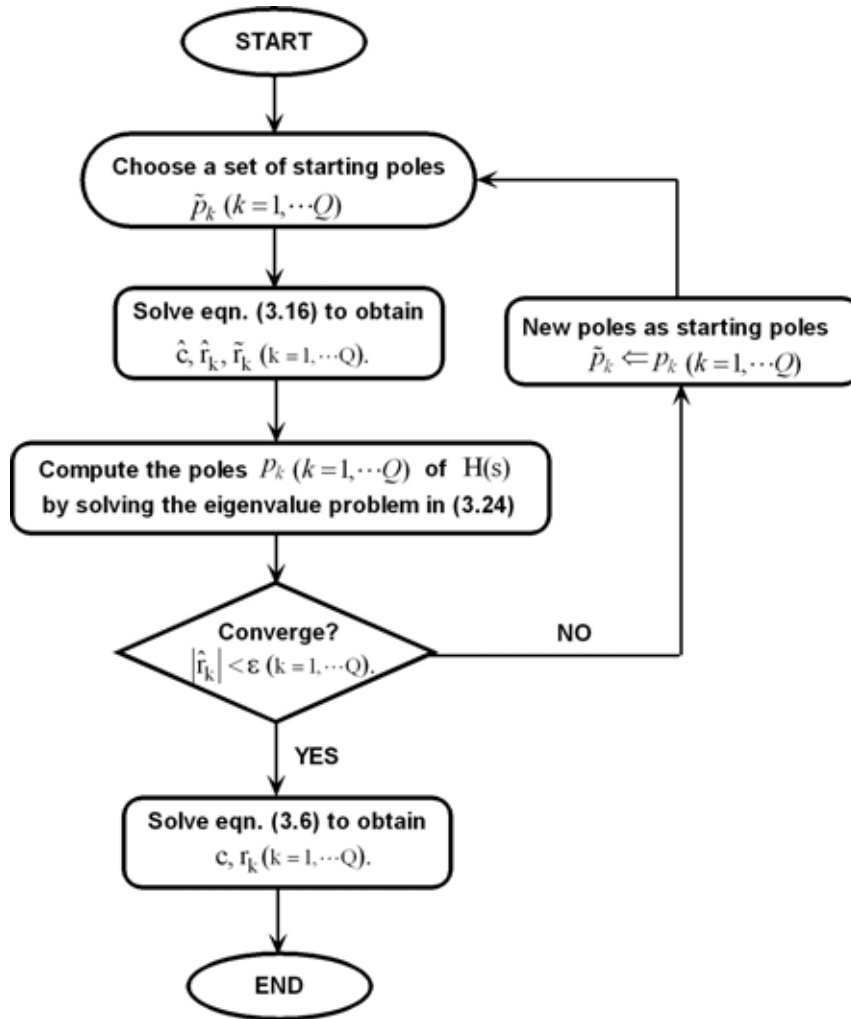 START
Choose a set of starting poles
p̃ₖ (k = 1, ⋯Q)
Solve eqn. (3.16) to obtain
ĉ, r̂ₖ, r̃ₖ (k = 1, ⋯Q).
New poles as starting poles
p̃ₖ ⇐ pₖ (k = 1, ⋯Q)
Compute the poles pₖ (k = 1, ⋯Q) of H(s)
by solving the eigenvalue problem in (3.24)
Converge?
|r̂ₖ| < ε (k = 1, ⋯Q).
NO
YES
Solve eqn. (3.6) to obtain
c, rₖ (k = 1, ⋯Q).
END